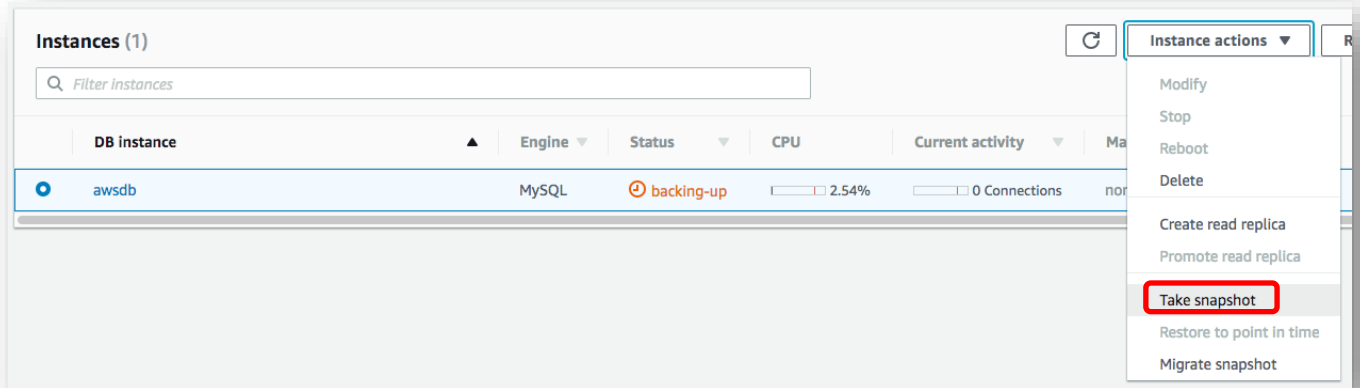 Instances (1)
Instance actions
R
Filter instances
DB instance Engine Status CPU Current activity Ma
awsdb MySQL backing-up 2.54% 0 Connections non
Modify
Stop
Reboot
Delete
Create read replica
Promote read replica
Take snapshot
Restore to point in time
Migrate snapshot